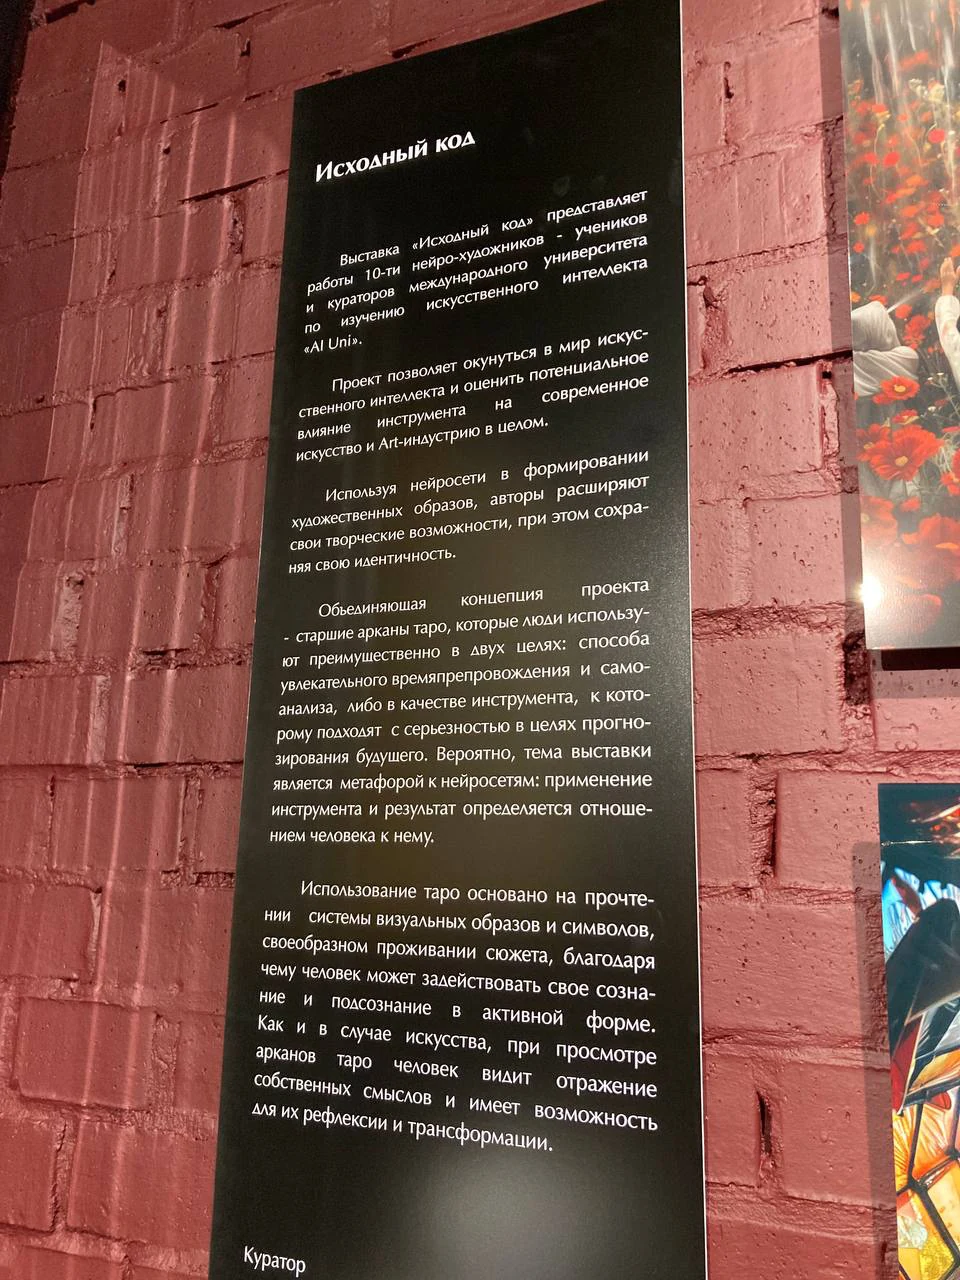 Исходный код
Выставка «Исходный код» представляет
работы 10-ти нейро-художников - учеников
и кураторов международного университета
по изучению искусственного интеллекта
«AI Uni».
Проект позволяет окунуться в мир искус-
ственного интеллекта и оценить потенциальное
влияние инструмента на современное
искусство и Art-индустрию в целом.
Используя нейросети в формировании
художественных образов, авторы расширяют
свои творческие возможности, при этом сохра-
няя свою идентичность.
Объединяющая концепция проекта
- старшие арканы таро, которые люди использу-
ют преимущественно в двух целях: способа
увлекательного времяпрепровождения и само-
анализа, либо в качестве инструмента, к кото-
рому подходят с серьезностью в целях прогно-
зирования будущего. Вероятно, тема выставки
является метафорой к нейросетям: применение
инструмента и результат определяется отноше-
нием человека к нему.
Использование таро основано на прочте-
нии системы визуальных образов и символов,
своеобразном проживании сюжета, благодаря
чему человек может задействовать свое созна-
ние и подсознание в активной форме.
Как и в случае искусства, при просмотре
арканов таро человек видит отражение
собственных смыслов и имеет возможность
для их рефлексии и трансформации.
Куратор